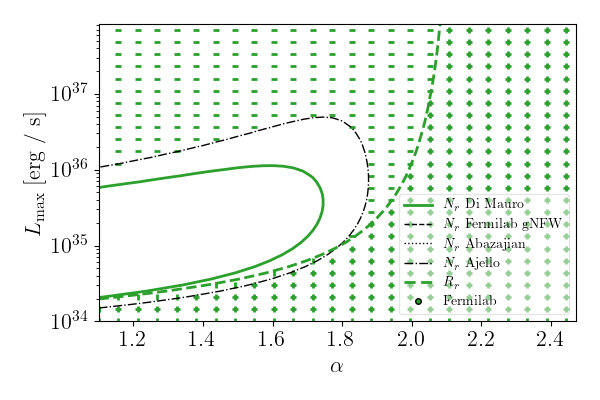 10^37
10^36
10^35
10^34
L_max [erg / s]
N_r Di Mauro
N_r Fermilab gNFW
N_r Abazajian
N_r Ajello
R_r
Fermilab
1.2 1.4 1.6 1.8 2.0 2.2 2.4
α